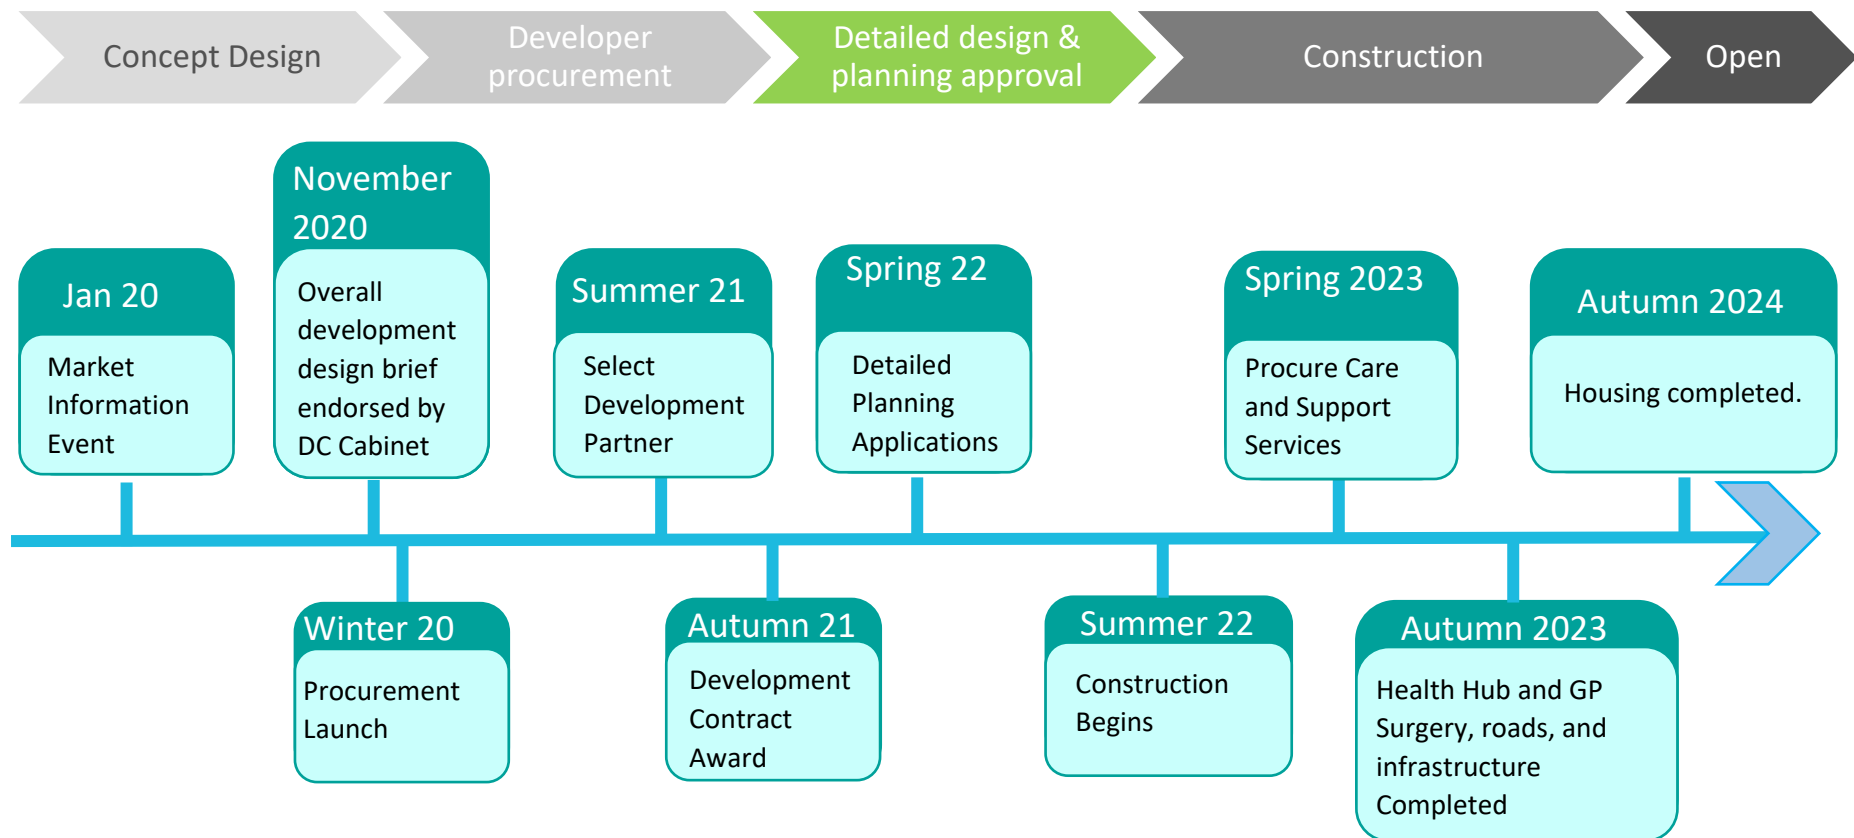 Concept Design
Developer
procurement
Detailed design &
planning approval
Construction
Open
Jan 20
Market
Information
Event
November
2020
Overall
development
design brief
endorsed by
DC Cabinet
Summer 21
Select
Development
Partner
Spring 22
Detailed
Planning
Applications
Spring 2023
Procure Care
and Support
Services
Autumn 2024
Housing completed.
Winter 20
Procurement
Launch
Autumn 21
Development
Contract
Award
Summer 22
Construction
Begins
Autumn 2023
Health Hub and GP
Surgery, roads, and
infrastructure
Completed